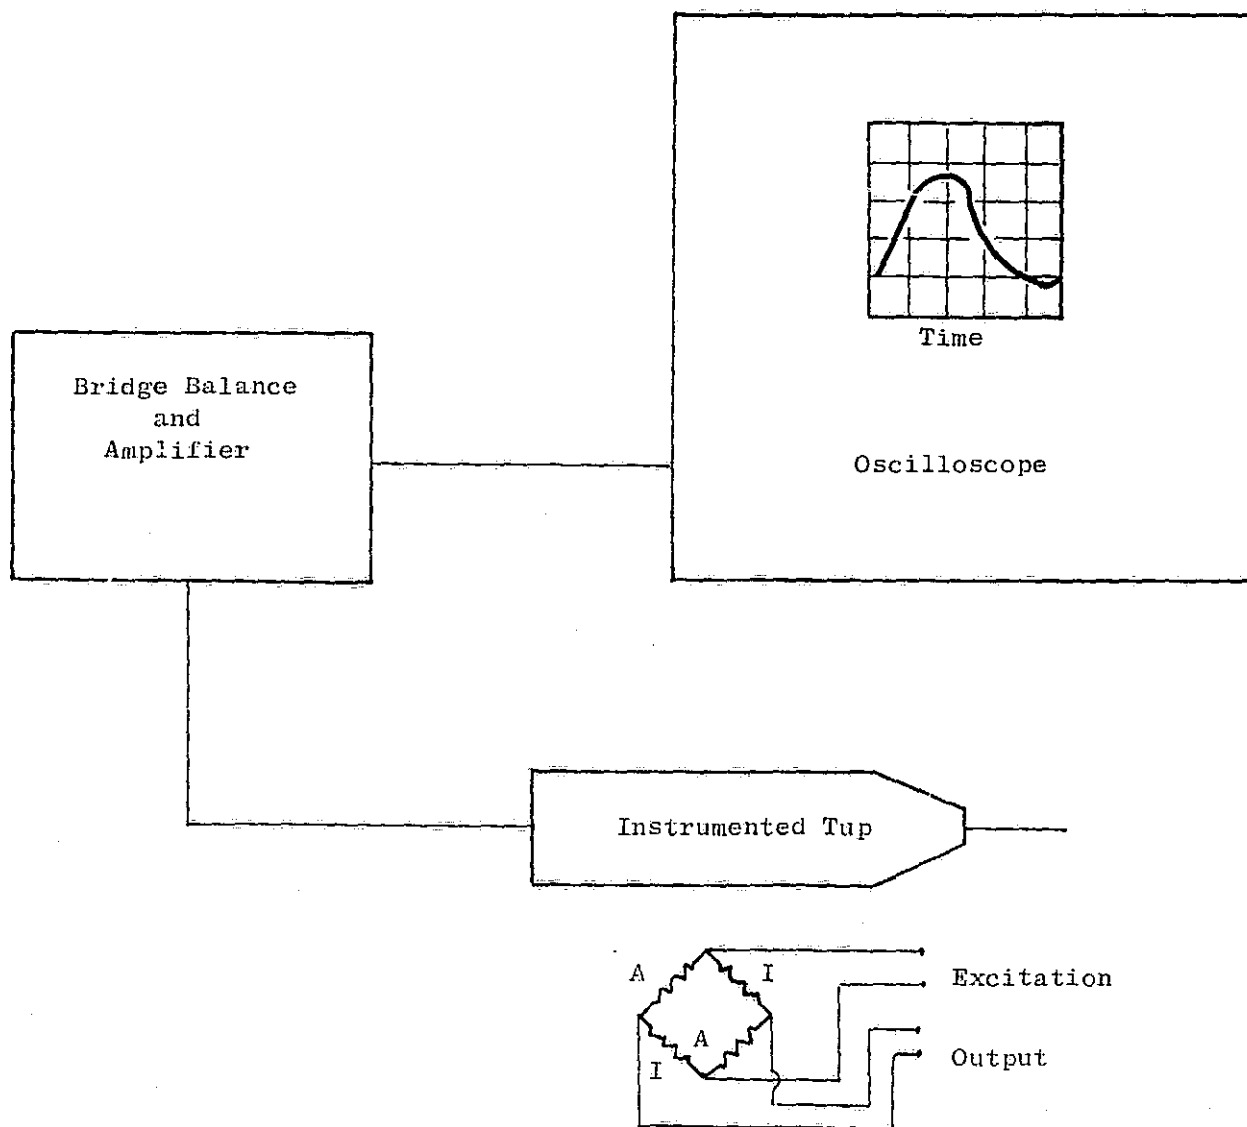 Time
Bridge Balance
and
Amplifier
Oscilloscope
Instrumented Tup
A
I
Excitation
A
I
Output